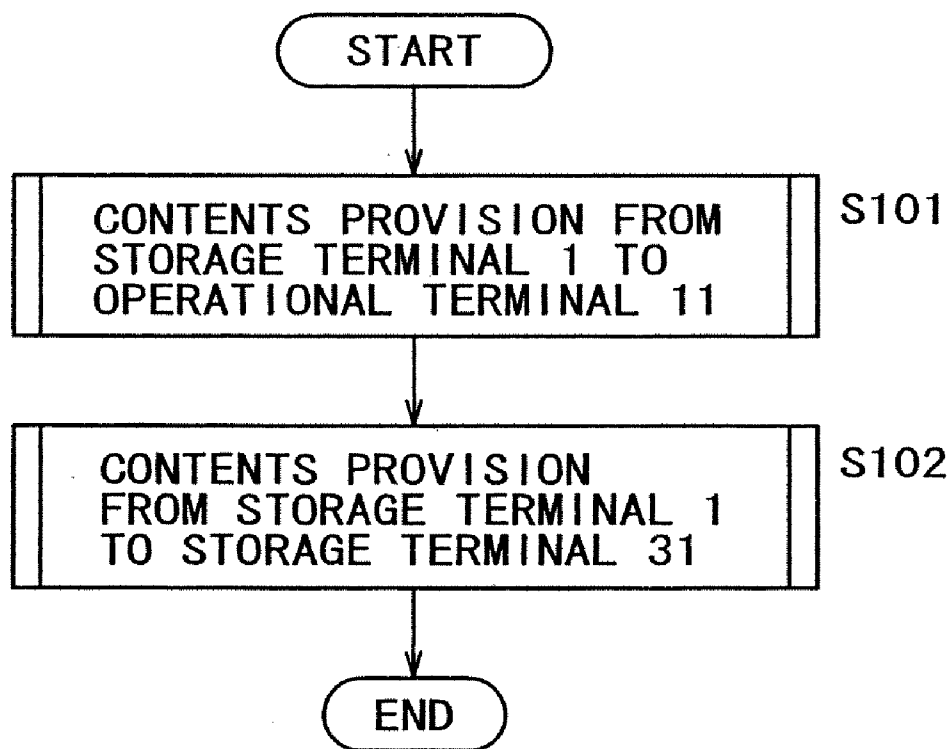 START
CONTENTS PROVISION FROM
STORAGE TERMINAL 1 TO
OPERATIONAL TERMINAL 11
S101
CONTENTS PROVISION
FROM STORAGE TERMINAL 1
TO STORAGE TERMINAL 31
S102
END